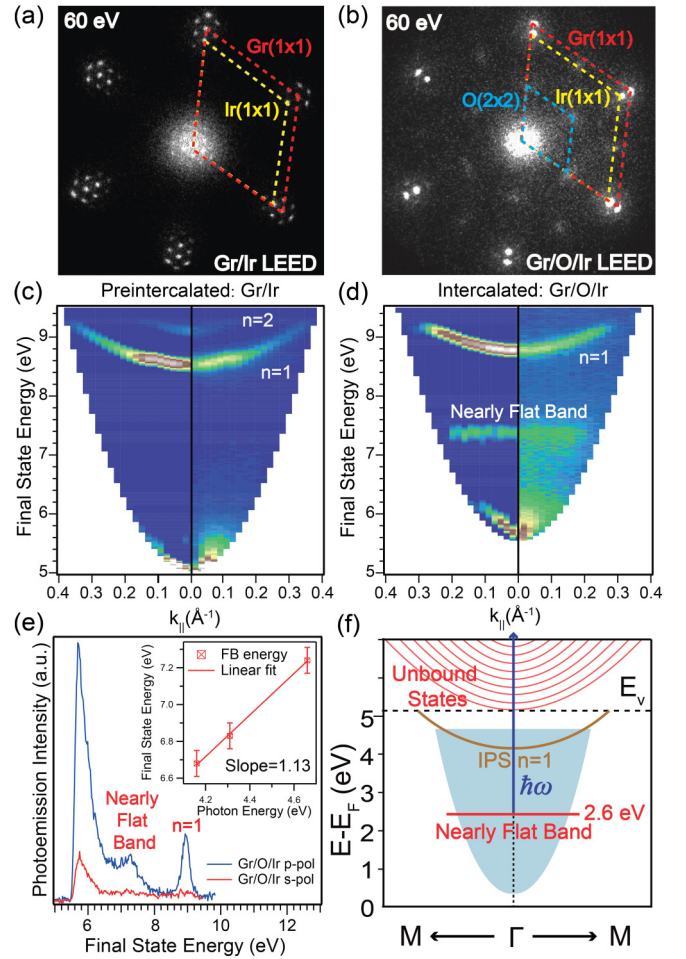 (a)
60 eV
Gr(1x1)
Ir(1x1)
Gr/Ir LEED
(b)
60 eV
Gr(1x1)
O(2x2)
Ir(1x1)
Gr/O/Ir LEED
(c)
Preintercalated: Gr/Ir
n=2
n=1
Final State Energy (eV)
9
8
7
6
5
0.4 0.3 0.2 0.1 0.0 0.1 0.2 0.3 0.4
k||(Å⁻¹)
(d)
Intercalated: Gr/O/Ir
n=1
Nearly Flat Band
Final State Energy (eV)
9
8
7
6
5
0.4 0.3 0.2 0.1 0.0 0.1 0.2 0.3 0.4
k||(Å⁻¹)
(e)
Photoemission Intensity (a.u.)
Nearly
Flat
Band
n=1
Gr/O/Ir p-pol
Gr/O/Ir s-pol
6 8 10 12
Final State Energy (eV)
FB energy
Linear fit
Slope=1.13
Final State Energy (eV)
7.2
7.0
6.8
6.6
4.2 4.4 4.6
Photon Energy (eV)
(f)
Unbound
States
Eᵥ
IPS n=1
ℏω
2.6 eV
Nearly Flat Band
E-E_F (eV)
5
4
3
2
1
0
M ← Γ → M